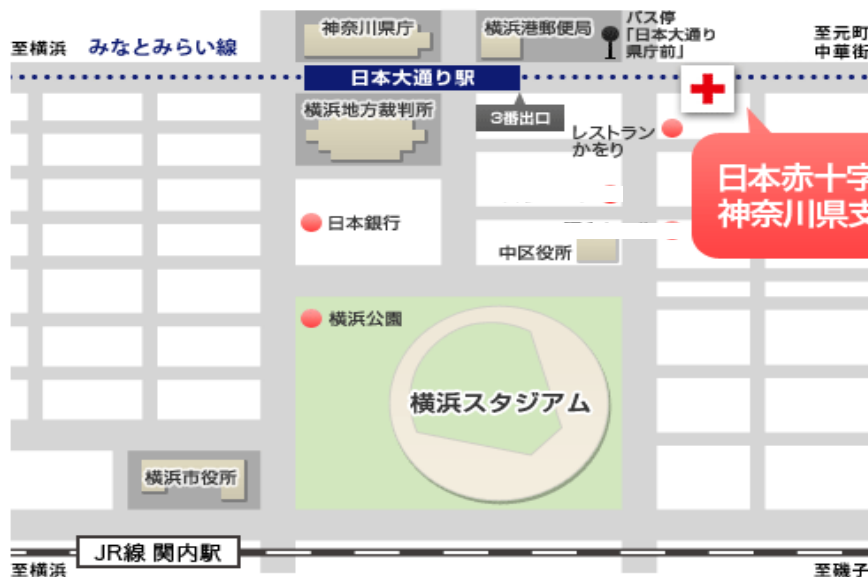 神奈川県庁
横浜港郵便局
バス停
「日本大通り
県庁前」
至元町
中華街
至横浜
みなとみらい線
日本大通り駅
横浜地方裁判所
3番出口
レストラン
かをり
日本赤十字
神奈川県支
日本銀行
中区役所
横浜公園
横浜スタジアム
横浜市役所
JR線 関内駅
至横浜
至磯子